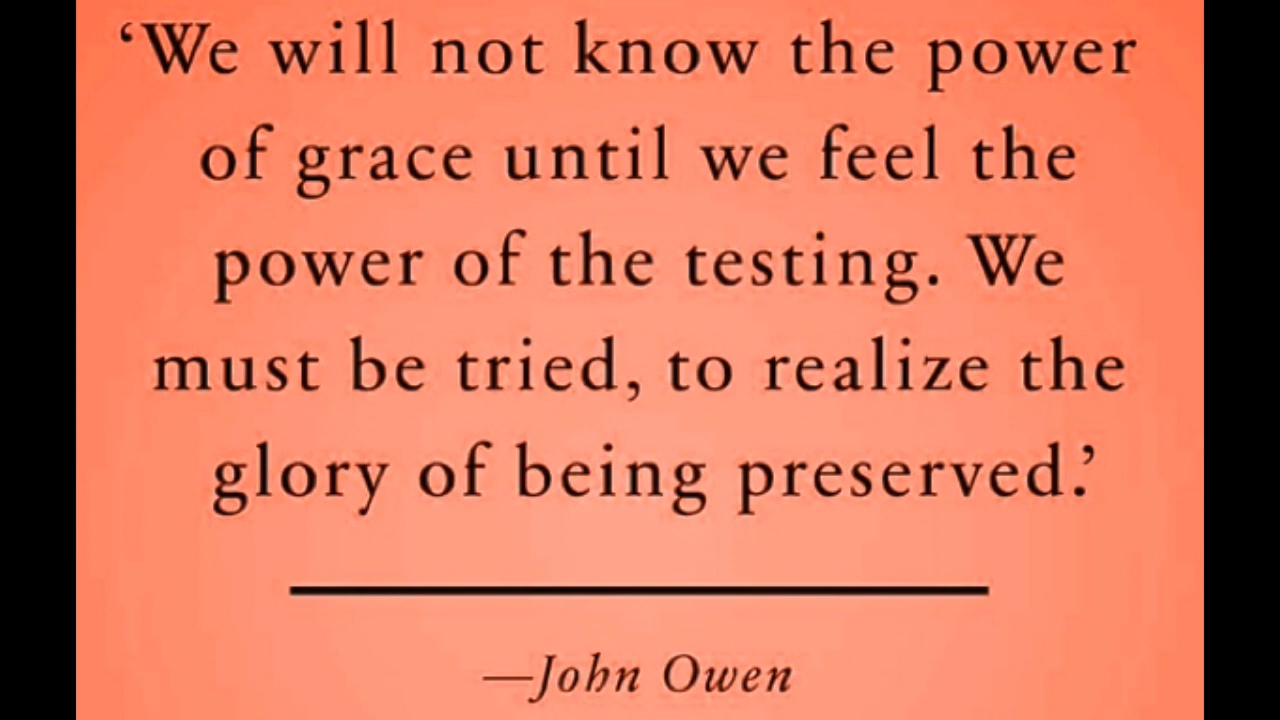 ‘We will not know the power
of grace until we feel the
power of the testing. We
must be tried, to realize the
glory of being preserved.’
—John Owen